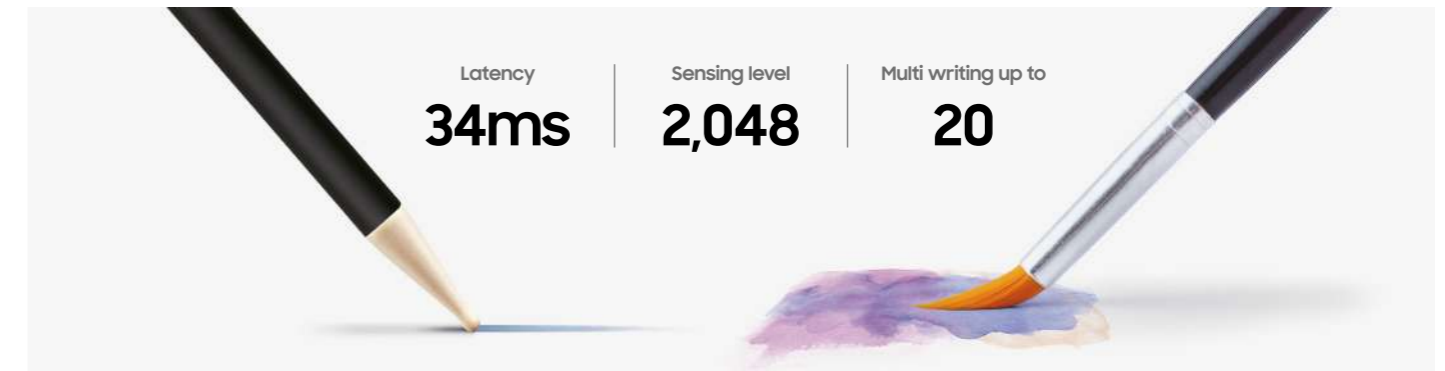 Latency
34ms
Sensing level
2,048
Multi writing up to
20